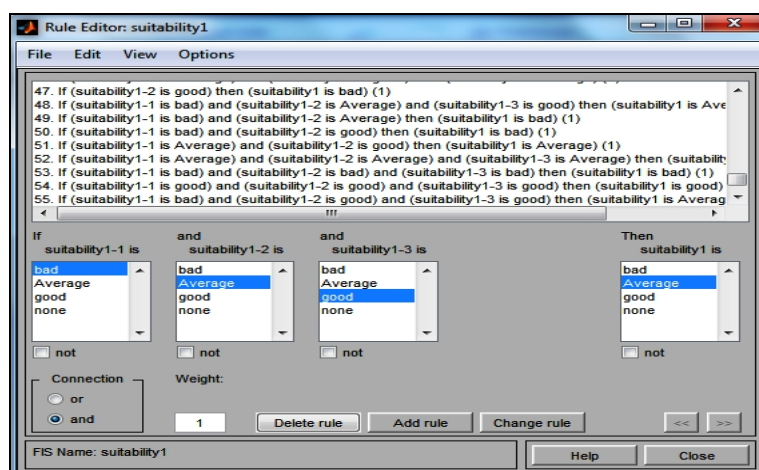 Rule Editor: suitability1
File Edit View Options
47. If (suitability1-2 is good) then (suitability1 is bad) (1)
48. If (suitability1-1 is bad) and (suitability1-2 is Average) and (suitability1-3 is good) then (suitability1 is Ave
49. If (suitability1-1 is bad) and (suitability1-2 is Average) then (suitability1 is bad) (1)
50. If (suitability1-1 is bad) and (suitability1-2 is good) then (suitability1 is bad) (1)
51. If (suitability1-1 is Average) and (suitability1-2 is good) then (suitability1 is bad) (1)
52. If (suitability1-1 is Average) and (suitability1-2 is Average) and (suitability1-3 is Average) then (suitability
53. If (suitability1-1 is bad) and (suitability1-2 is bad) and (suitability1-3 is bad) then (suitability1 is bad) (1)
54. If (suitability1-1 is good) and (suitability1-2 is good) and (suitability1-3 is good) then (suitability1 is good)
55. If (suitability1-1 is bad) and (suitability1-2 is good) and (suitability1-3 is good) then (suitability1 is Averag
If and and Then
suitability1-1 is suitability1-2 is suitability1-3 is suitability1 is
bad bad bad bad
Average Average Average Average
good good good good
none none none none
not not not not
Connection Weight:
or
and 1 Delete rule Add rule Change rule << >>
FIS Name: suitability1 Help Close